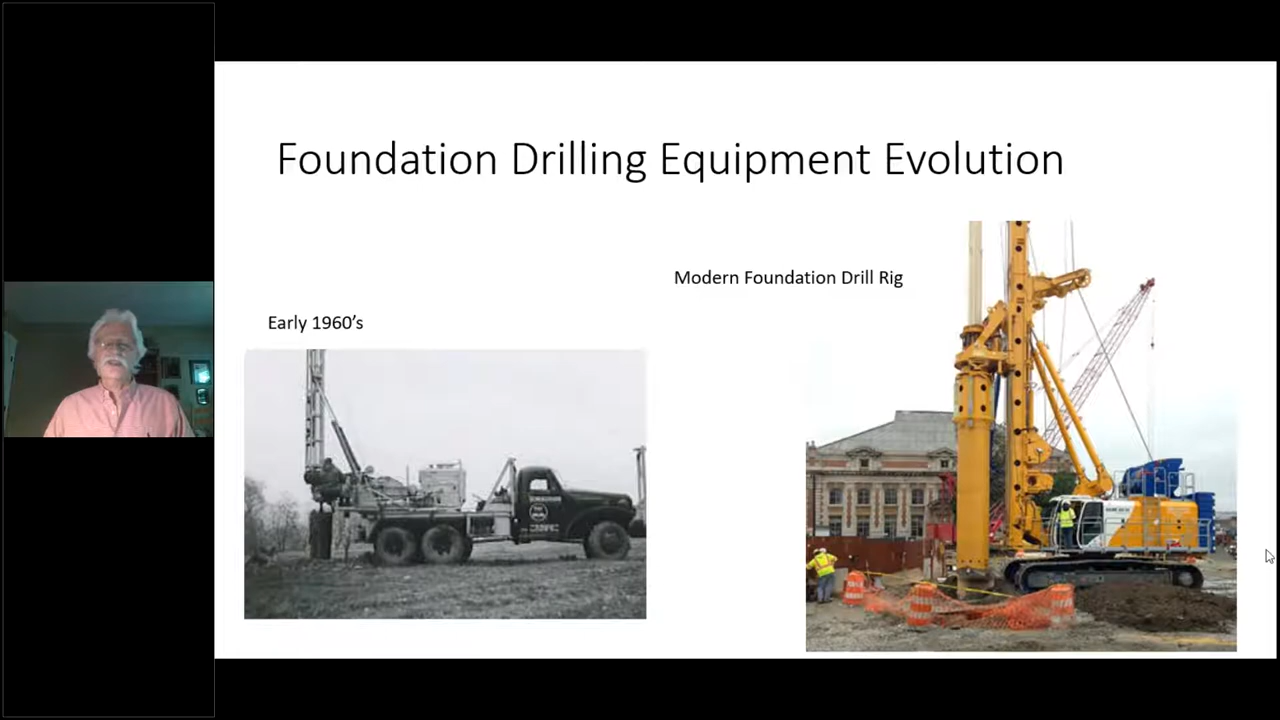 Foundation Drilling Equipment Evolution
Modern Foundation Drill Rig
Early 1960’s